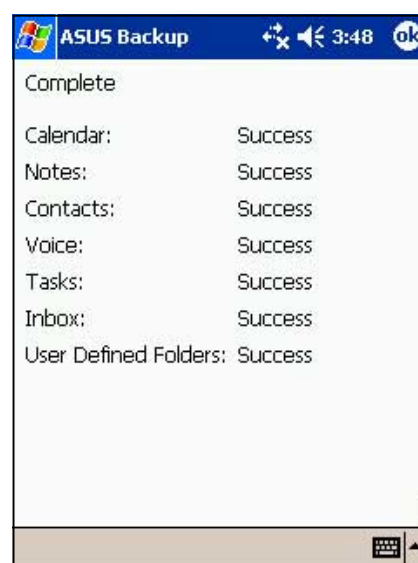 ASUS Backup 3:48 ok
Complete
Calendar: Success
Notes: Success
Contacts: Success
Voice: Success
Tasks: Success
Inbox: Success
User Defined Folders: Success